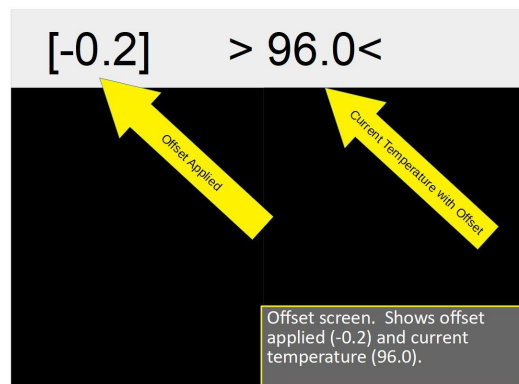 [-0.2] > 96.0<
Offset Applied
Current Temperature with Offset
Offset screen. Shows offset
applied (-0.2) and current
temperature (96.0).